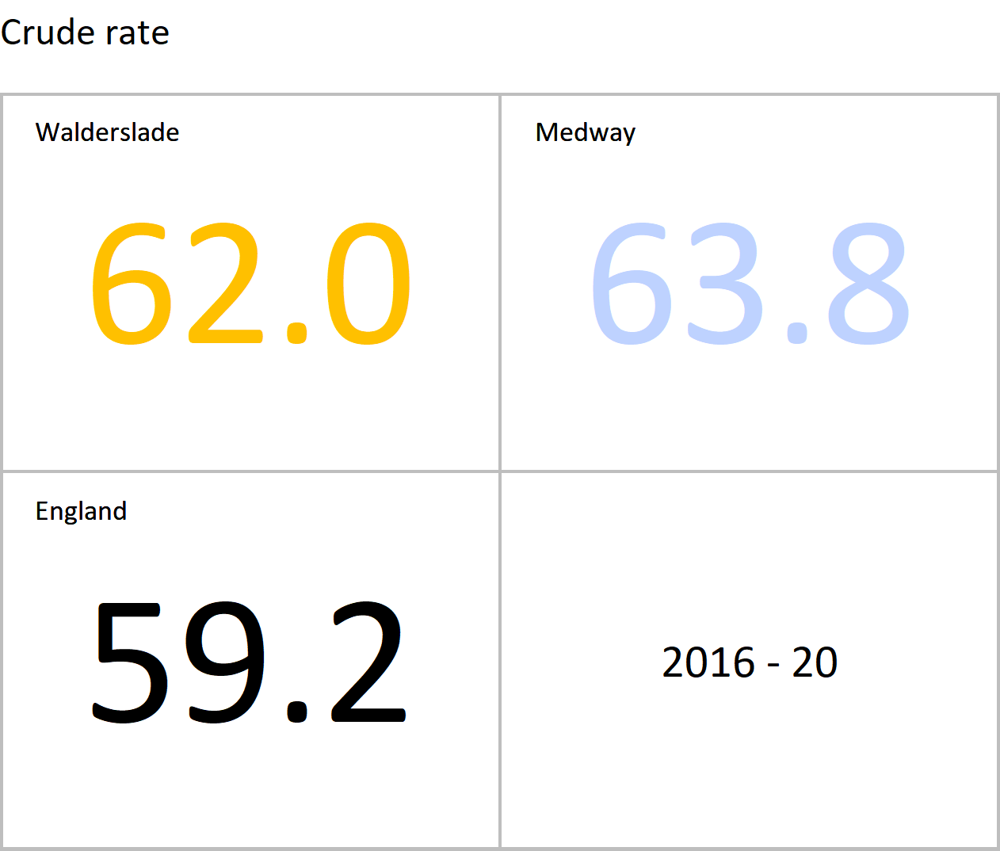 Crude rate
Walderslade
62.0
Medway
63.8
England
59.2
2016 - 20